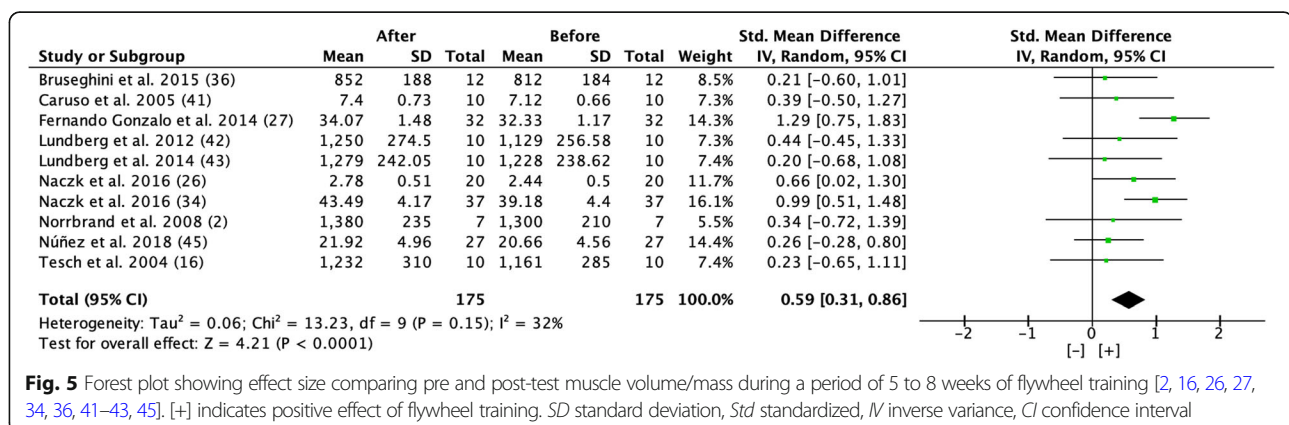 After Before Std. Mean Difference Std. Mean Difference
Study or Subgroup Mean SD Total Mean SD Total Weight IV, Random, 95% CI IV, Random, 95% CI
Bruseghini et al. 2015 (36) 852 188 12 812 184 12 8.5% 0.21 [-0.60, 1.01]
Caruso et al. 2005 (41) 7.4 0.73 10 7.12 0.66 10 7.3% 0.39 [-0.50, 1.27]
Fernando Gonzalo et al. 2014 (27) 34.07 1.48 32 32.33 1.17 32 14.3% 1.29 [0.75, 1.83]
Lundberg et al. 2012 (42) 1,250 274.5 10 1,129 256.58 10 7.3% 0.44 [-0.45, 1.33]
Lundberg et al. 2014 (43) 1,279 242.05 10 1,228 238.62 10 7.4% 0.20 [-0.68, 1.08]
Naczk et al. 2016 (26) 2.78 0.51 20 2.44 0.5 20 11.7% 0.66 [0.02, 1.30]
Naczk et al. 2016 (34) 43.49 4.17 37 39.18 4.4 37 16.1% 0.99 [0.51, 1.48]
Norrbrand et al. 2008 (2) 1,380 235 7 1,300 210 7 5.5% 0.34 [-0.72, 1.39]
Núñez et al. 2018 (45) 21.92 4.96 27 20.66 4.56 27 14.4% 0.26 [-0.28, 0.80]
Tesch et al. 2004 (16) 1,232 310 10 1,161 285 10 7.4% 0.23 [-0.65, 1.11]
Total (95% CI) 175 175 100.0% 0.59 [0.31, 0.86]
Heterogeneity: Tau² = 0.06; Chi² = 13.23, df = 9 (P = 0.15); I² = 32%
Test for overall effect: Z = 4.21 (P < 0.0001)
-2 -1 0 1 2
[-] [+]
Fig. 5 Forest plot showing effect size comparing pre and post-test muscle volume/mass during a period of 5 to 8 weeks of flywheel training [2, 16, 26, 27,
34, 36, 41–43, 45]. [+] indicates positive effect of flywheel training. SD standard deviation, Std standardized, IV inverse variance, CI confidence interval